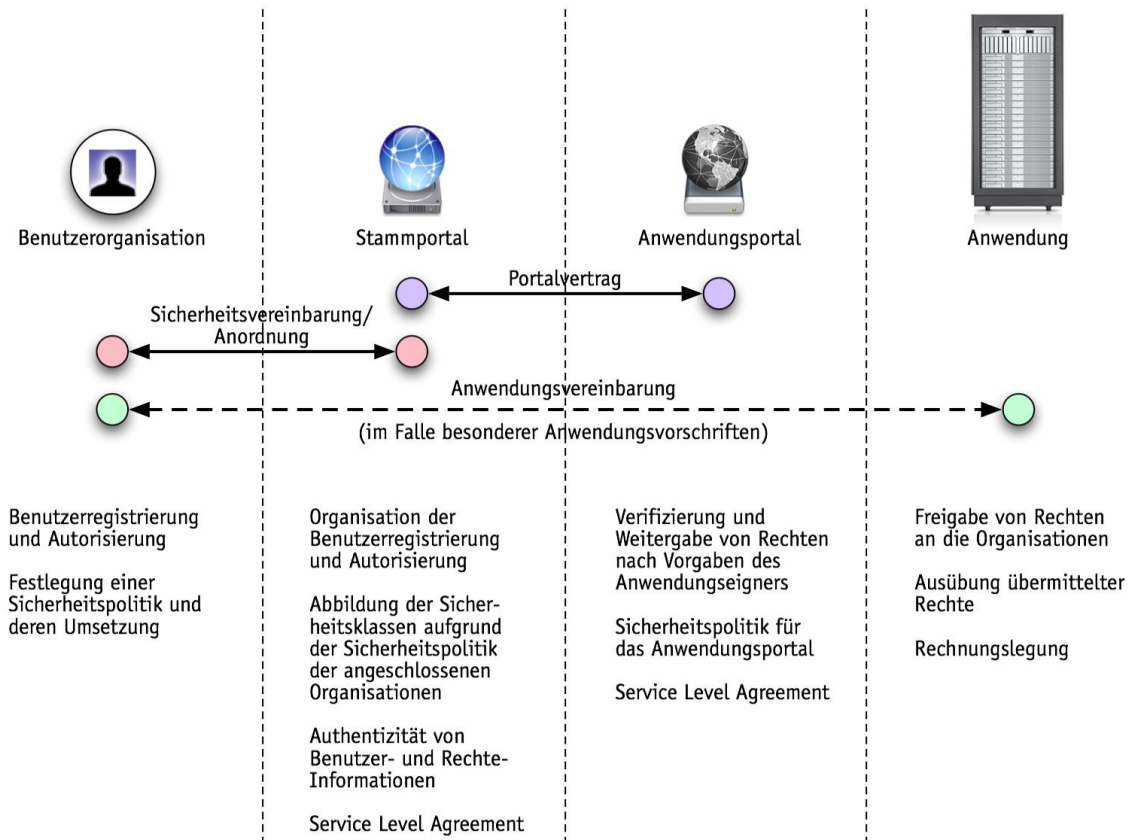 Benutzerorganisation
Stammportal
Anwendungsportal
Anwendung
Portalvertrag
Sicherheitsvereinbarung/
Anordnung
Anwendungsvereinbarung
(im Falle besonderer Anwendungsvorschriften)
Benutzerregistrierung
und Autorisierung
Festlegung einer
Sicherheitspolitik und
deren Umsetzung
Organisation der
Benutzerregistrierung
und Autorisierung
Abbildung der Sicher-
heitsklassen aufgrund
der Sicherheitspolitik
der angeschlossenen
Organisationen
Authentizität von
Benutzer- und Rechte-
Informationen
Service Level Agreement
Verifizierung und
Weitergabe von Rechten
nach Vorgaben des
Anwendungseigners
Sicherheitspolitik für
das Anwendungsportal
Service Level Agreement
Freigabe von Rechten
an die Organisationen
Ausübung übermittelter
Rechte
Rechnungslegung